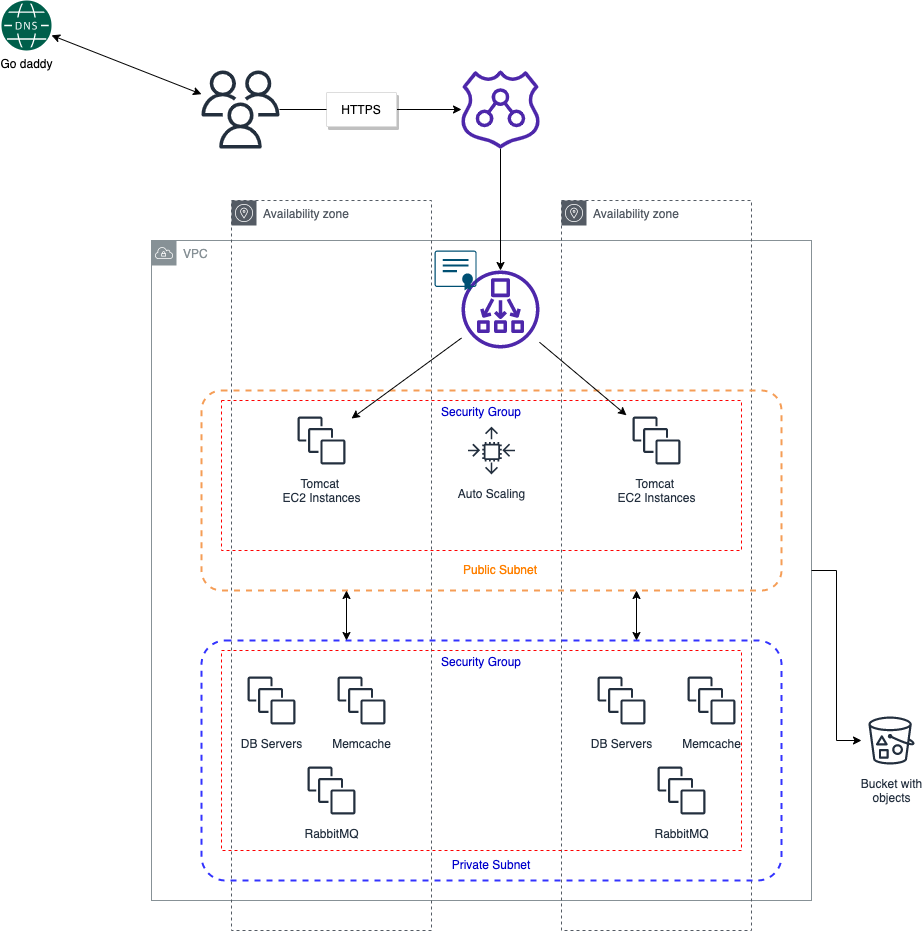 DNS
Go daddy
HTTPS
Availability zone
Availability zone
VPC
Security Group
Tomcat
EC2 Instances
Auto Scaling
Tomcat
EC2 Instances
Public Subnet
Security Group
DB Servers
Memcache
DB Servers
Memcache
RabbitMQ
RabbitMQ
Bucket with
objects
Private Subnet